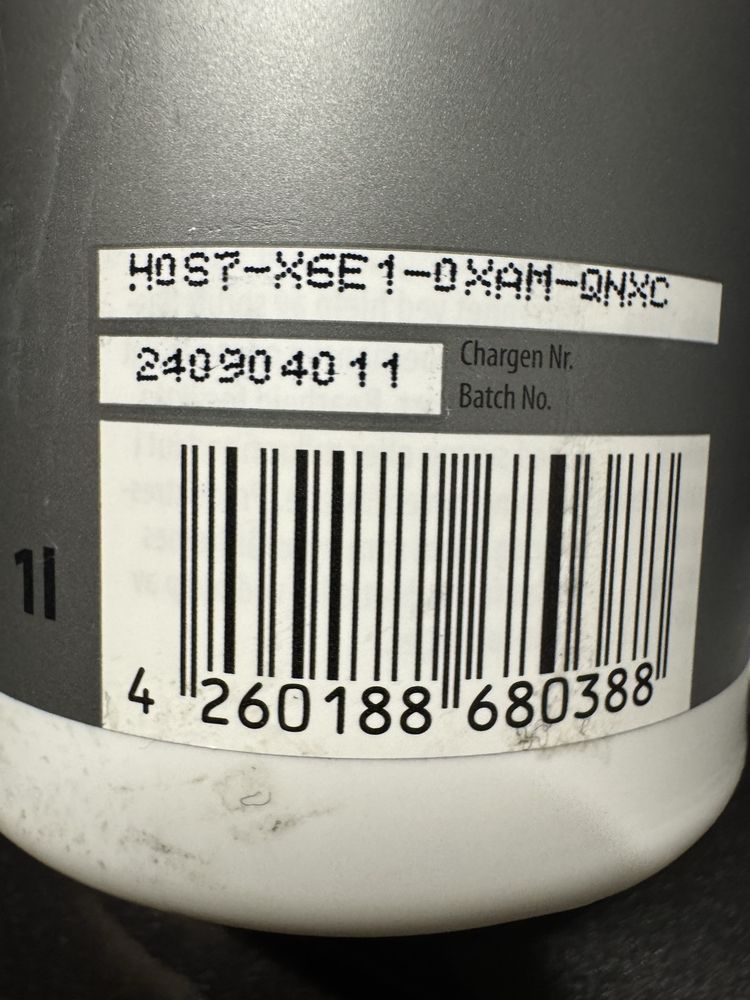 H0S7-X6E1-0XAM-QNXC
240904011
Chargen Nr.
Batch No.
1l
4 260188 680388